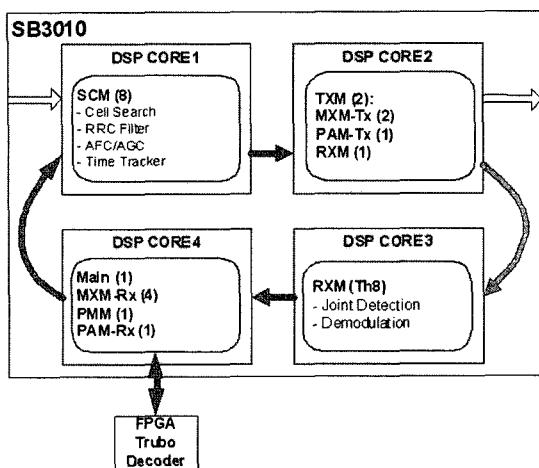 SB3010
DSP CORE1
SCM (8)
- Cell Search
- RRC Filter
- AFC/AGC
- Time Tracker
DSP CORE2
TXM (2):
MXM-Tx (2)
PAM-Tx (1)
RXM (1)
DSP CORE4
Main (1)
MXM-Rx (4)
PMM (1)
PAM-Rx (1)
DSP CORE3
RXM (Th8)
- Joint Detection
- Demodulation
FPGA
Trubo
Decoder